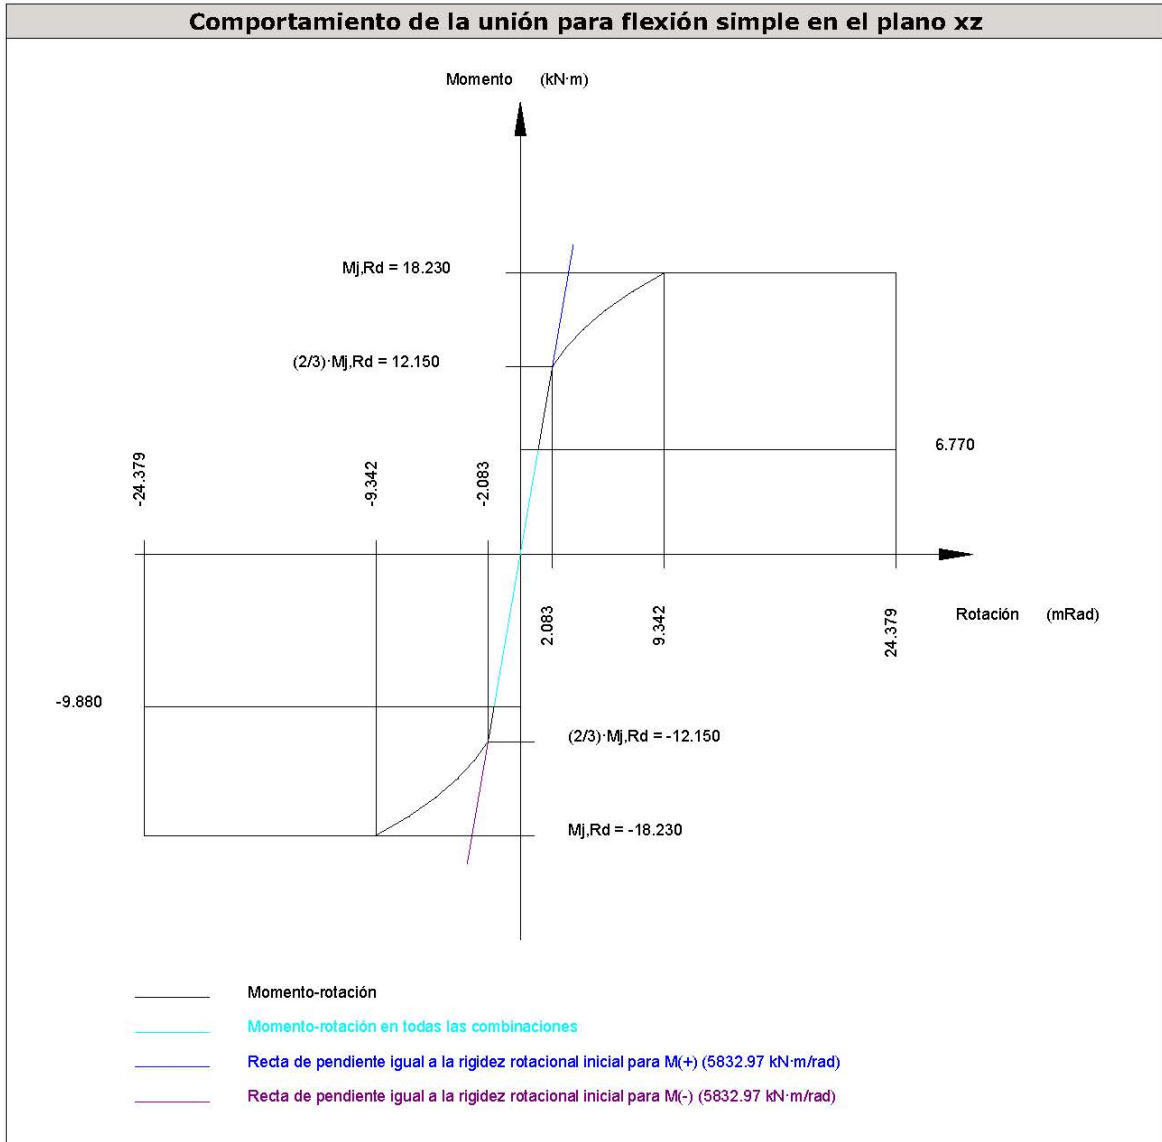 Comportamiento de la unión para flexión simple en el plano xz
Momento (kN·m)
Mj,Rd = 18.230
(2/3)·Mj,Rd = 12.150
6.770
-24.379
-9.342
-2.083
2.083
9.342
24.379
Rotación (mRad)
-9.880
(2/3)·Mj,Rd = -12.150
Mj,Rd = -18.230
Momento-rotación
Momento-rotación en todas las combinaciones
Recta de pendiente igual a la rigidez rotacional inicial para M(+) (5832.97 kN·m/rad)
Recta de pendiente igual a la rigidez rotacional inicial para M(-) (5832.97 kN·m/rad)